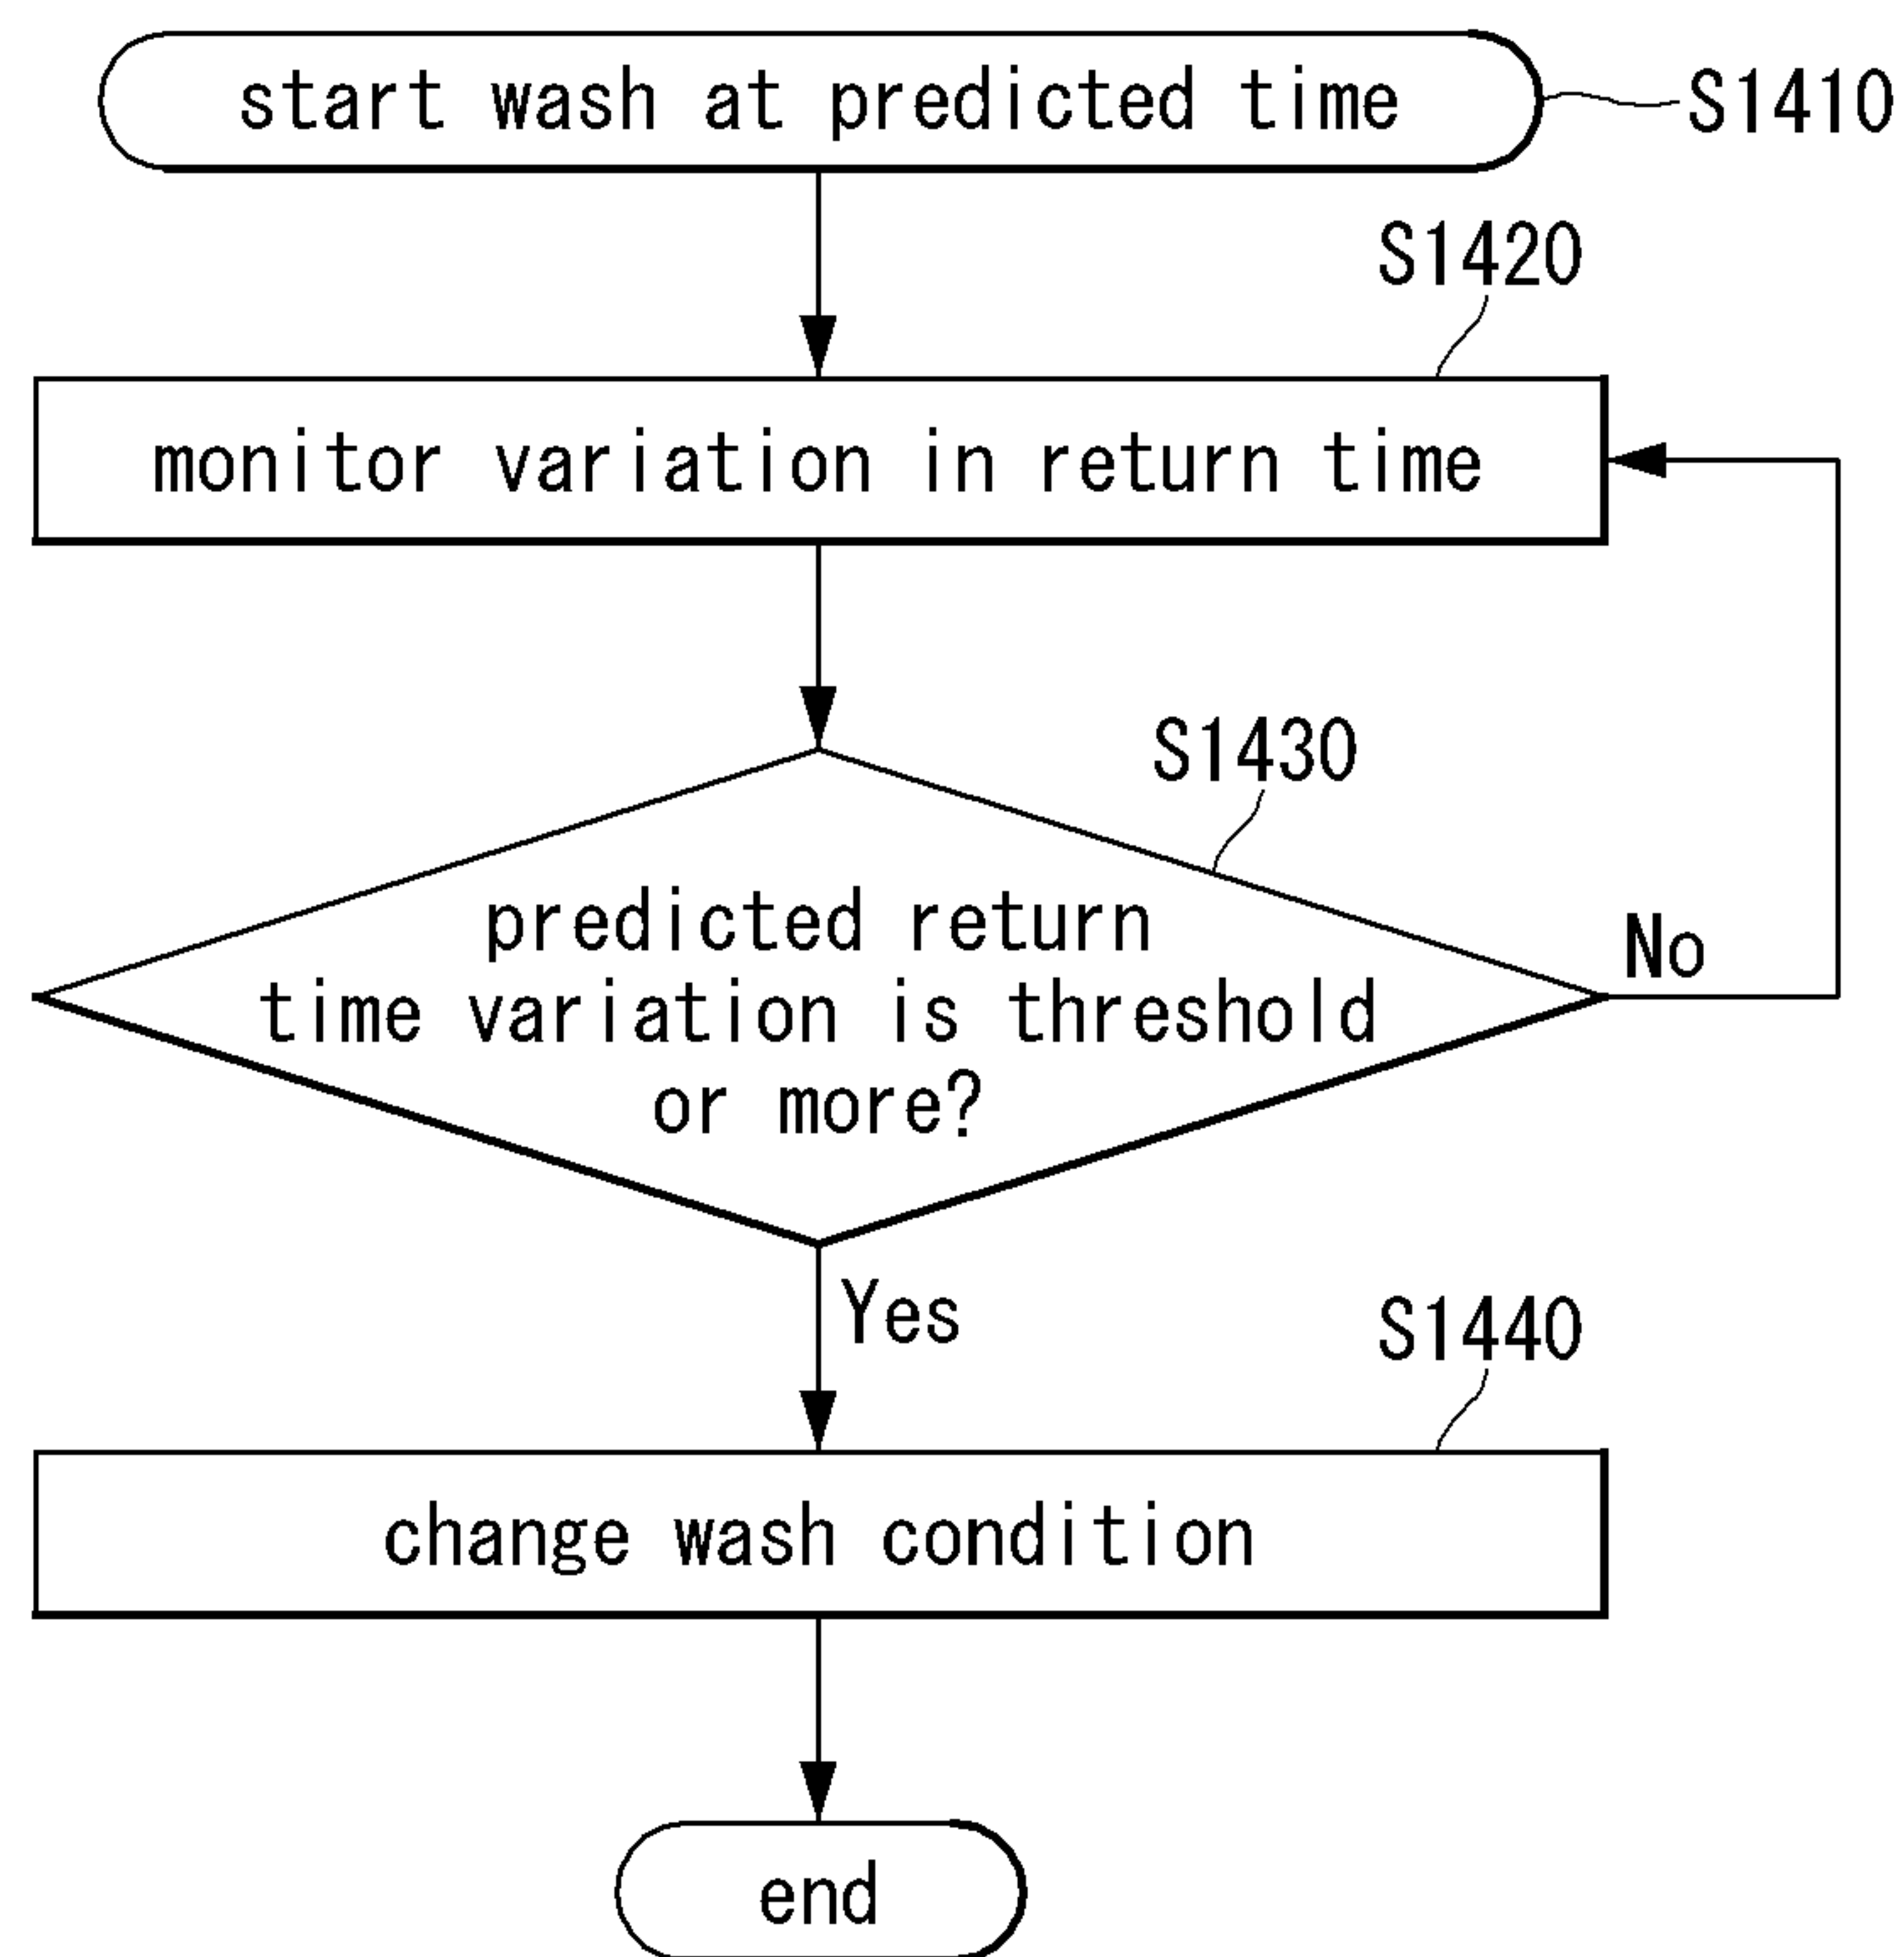 start wash at predicted time
S1410
S1420
monitor variation in return time
S1430
predicted return
time variation is threshold
or more?
No
Yes
S1440
change wash condition
end